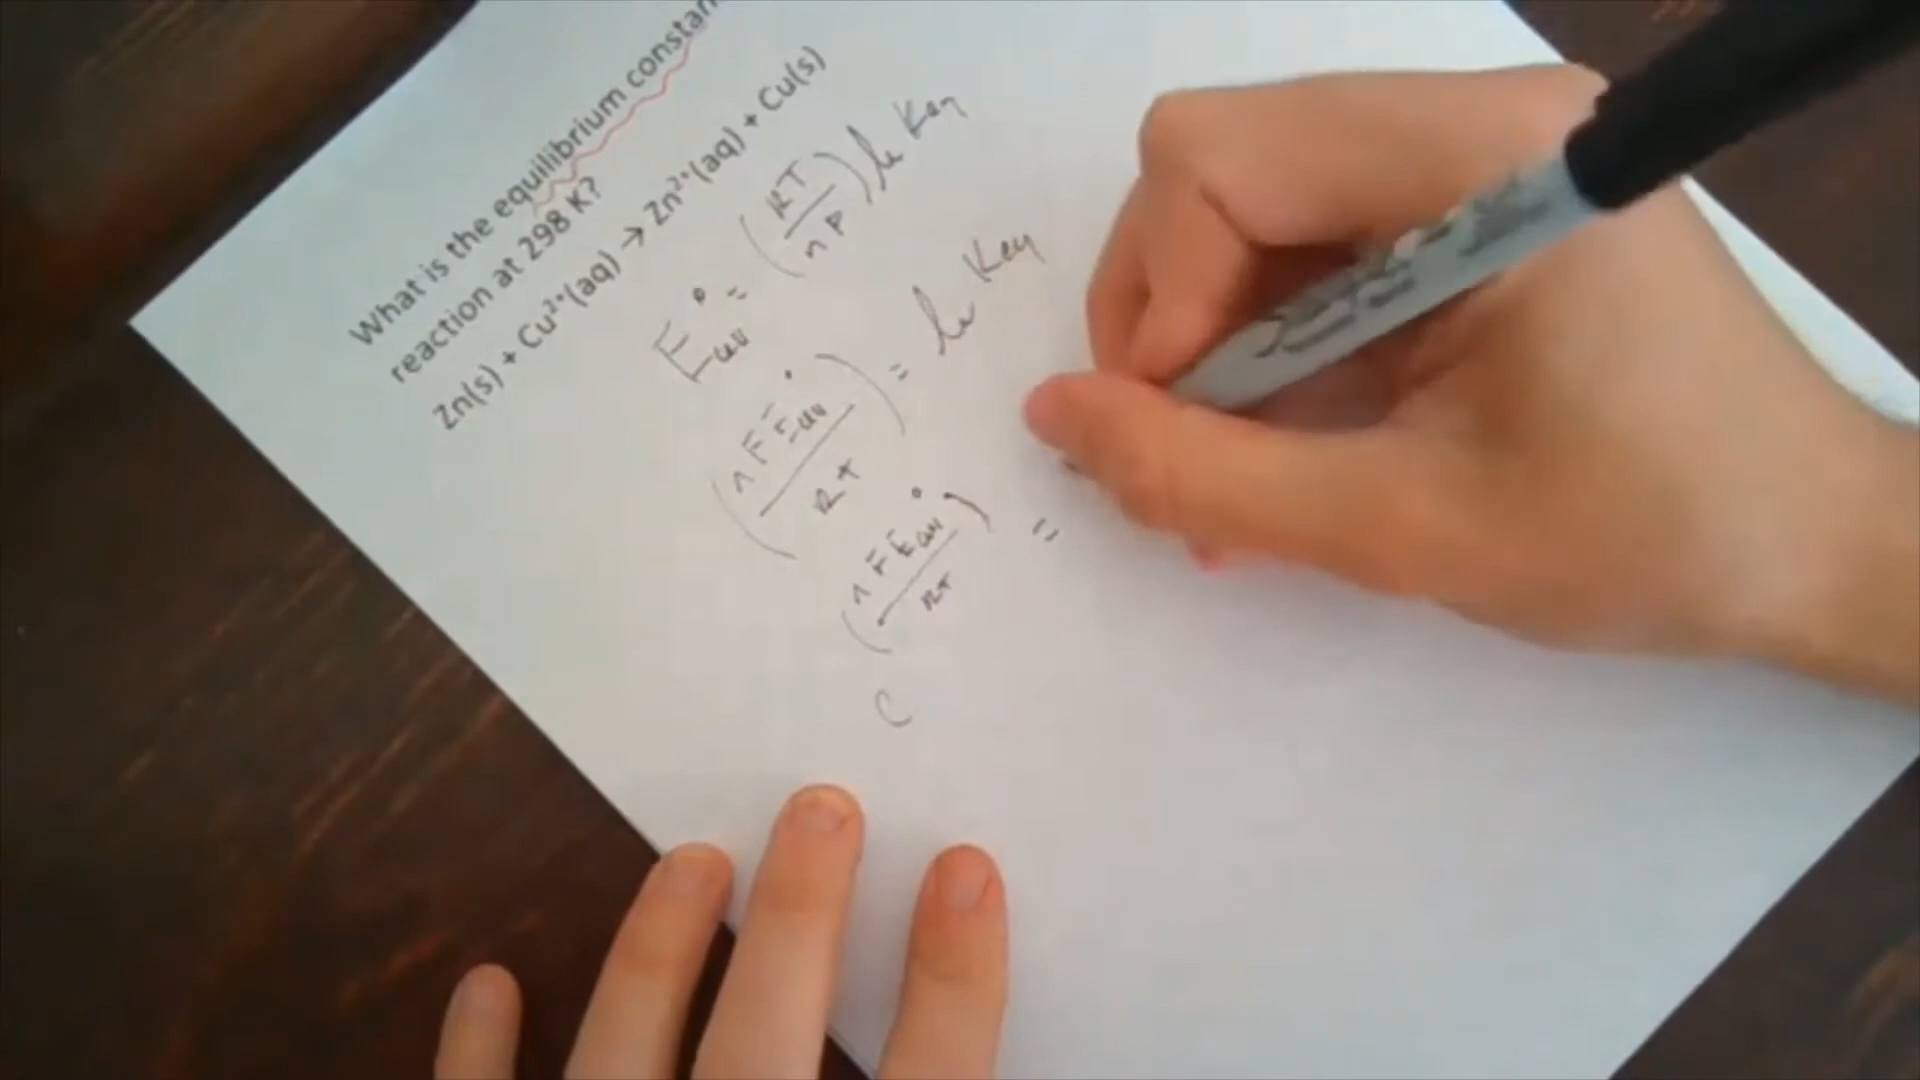 What is the equilibrium constan
reaction at 298 K?
Zn(s) + Cu²⁺(aq) → Zn²⁺(aq) + Cu(s)
E°cell = (RT/nF) ln Keq
(nFE°cell/RT) = ln Keq
(nFE°cell/RT) =
e